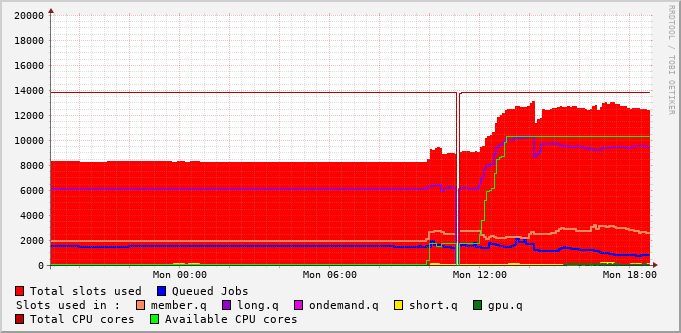 20000
18000
16000
14000
12000
10000
8000
6000
4000
2000
0
Mon 00:00 Mon 06:00 Mon 12:00 Mon 18:00
Total slots used Queued Jobs
Slots used in : member.q long.q ondemand.q short.q gpu.q
Total CPU cores Available CPU cores
RRDTOOL / TOBI OETIKER